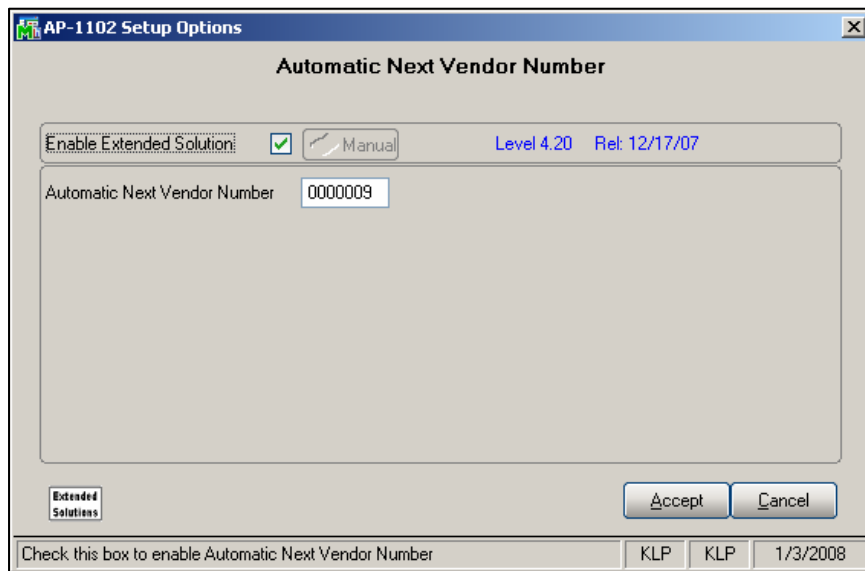 AP-1102 Setup Options
Automatic Next Vendor Number
Enable Extended Solution Manual Level 4.20 Rel: 12/17/07
Automatic Next Vendor Number 0000009
Extended
Solutions
Accept Cancel
Check this box to enable Automatic Next Vendor Number KLP KLP 1/3/2008